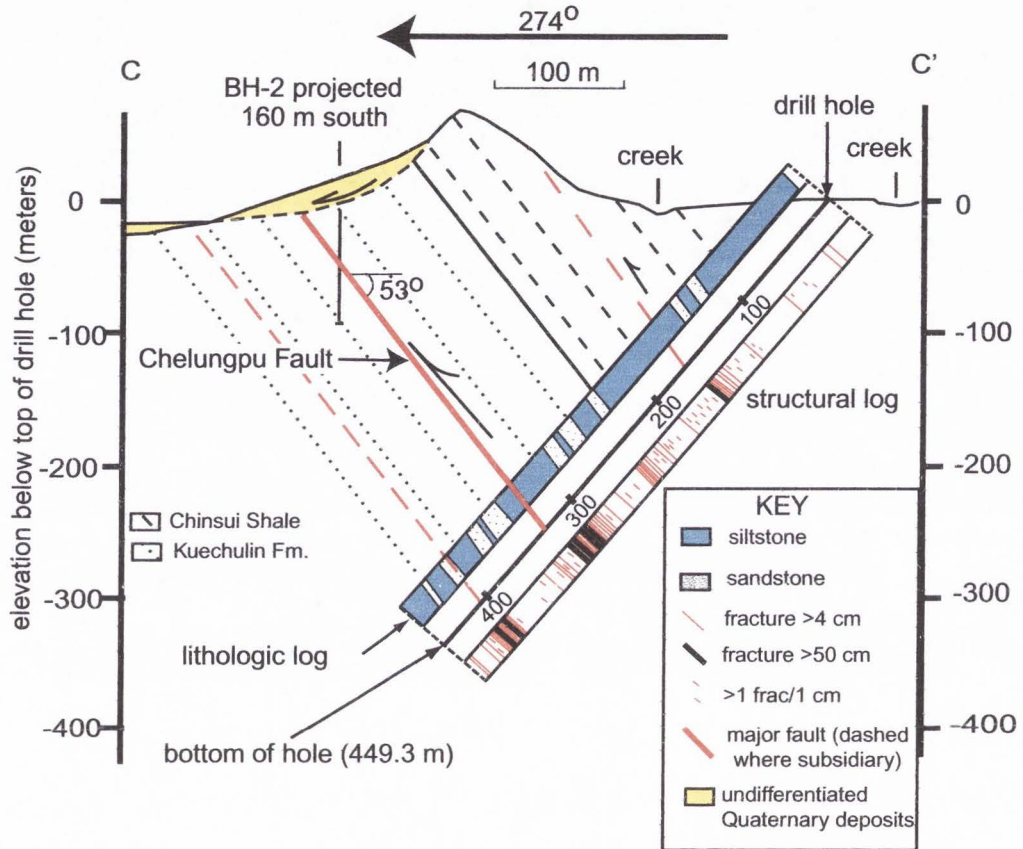 274°
C
C'
100 m
BH-2 projected
160 m south
drill hole
creek
creek
elevation below top of drill hole (meters)
-0
-100
-200
-300
-400
0
-100
-200
-300
-400
53°
Chelungpu Fault
100
200
300
400
structural log
Chinsui Shale
Kuechulin Fm.
lithologic log
bottom of hole (449.3 m)
KEY
siltstone
sandstone
fracture >4 cm
fracture >50 cm
>1 frac/1 cm
major fault (dashed
where subsidiary)
undifferentiated
Quaternary deposits